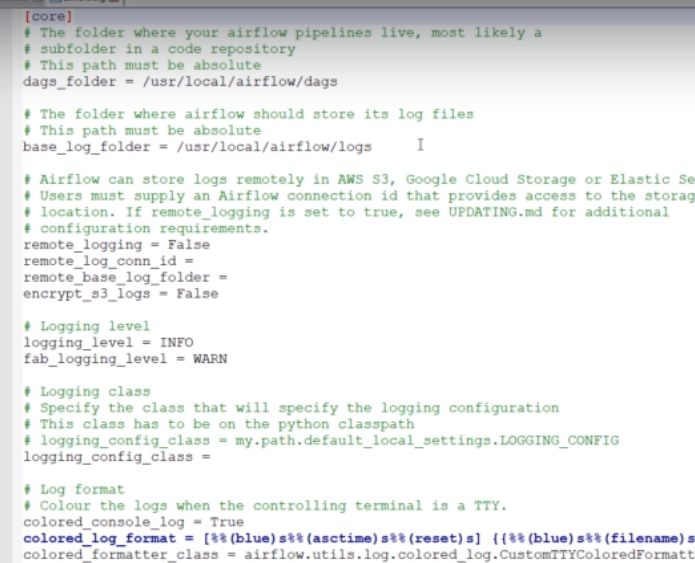 [core]
# The folder where your airflow pipelines live, most likely a
# subfolder in a code repository
# This path must be absolute
dags_folder = /usr/local/airflow/dags
# The folder where airflow should store its log files
# This path must be absolute
base_log_folder = /usr/local/airflow/logs
# Airflow can store logs remotely in AWS S3, Google Cloud Storage or Elastic Se
# Users must supply an Airflow connection id that provides access to the storag
# location. If remote_logging is set to true, see UPDATING.md for additional
# configuration requirements.
remote_logging = False
remote_log_conn_id =
remote_base_log_folder =
encrypt_s3_logs = False
# Logging level
logging_level = INFO
fab_logging_level = WARN
# Logging class
# Specify the class that will specify the logging configuration
# This class has to be on the python classpath
# logging_config_class = my.path.default_local_settings.LOGGING_CONFIG
logging_config_class =
# Log format
# Colour the logs when the controlling terminal is a TTY.
colored_console_log = True
colored_log_format = [%%(blue)s%%(asctime)s%%(reset)s] {{%%(blue)s%%(filename)s
colored_formatter_class = airflow.utils.log.colored_log.CustomTTYColoredFormatt